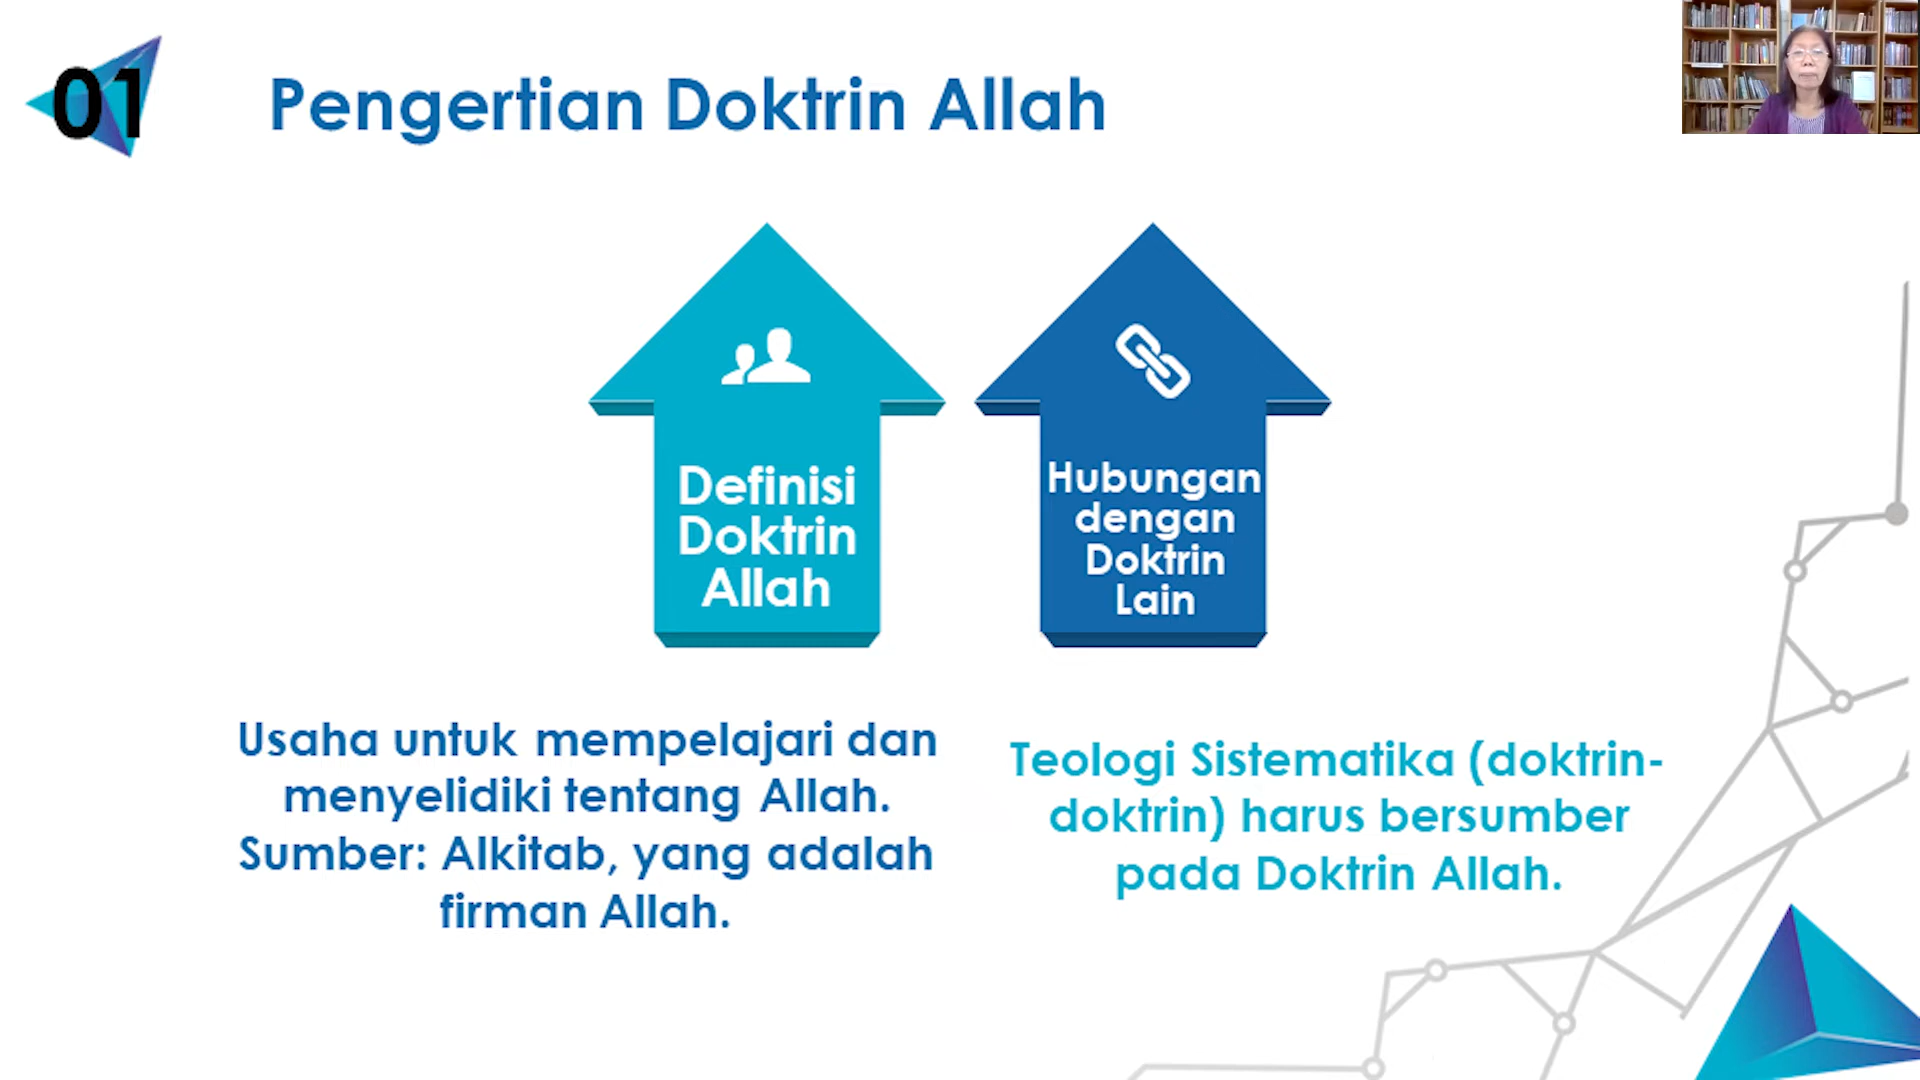 01
Pengertian Doktrin Allah
Definisi
Doktrin
Allah
Hubungan
dengan
Doktrin
Lain
Usaha untuk mempelajari dan
menyelidiki tentang Allah.
Sumber: Alkitab, yang adalah
firman Allah.
Teologi Sistematika (doktrin-
doktrin) harus bersumber
pada Doktrin Allah.